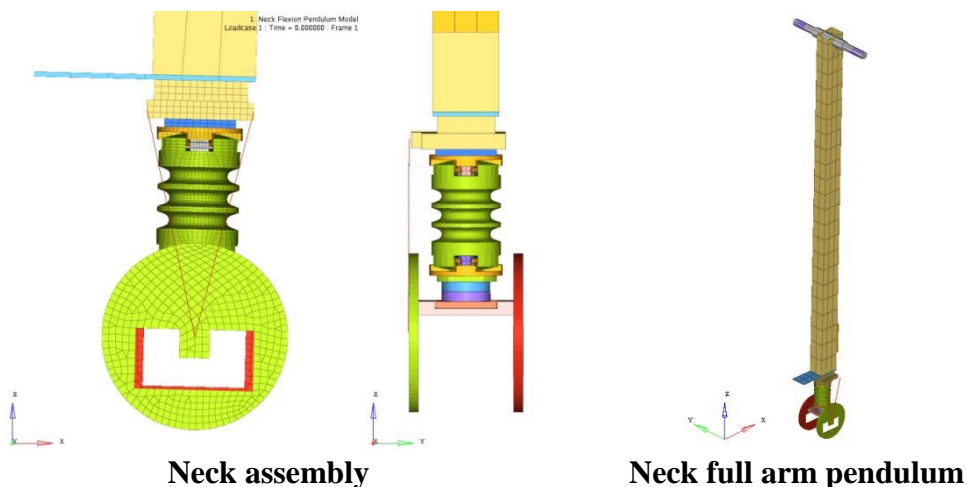 1: Neck Flexion Pendulum Model
Loadcase 1 : Time = 0.000000 : Frame 1
Z
Y
X
Z
X
Y
Z
Y
X
Neck assembly
Neck full arm pendulum